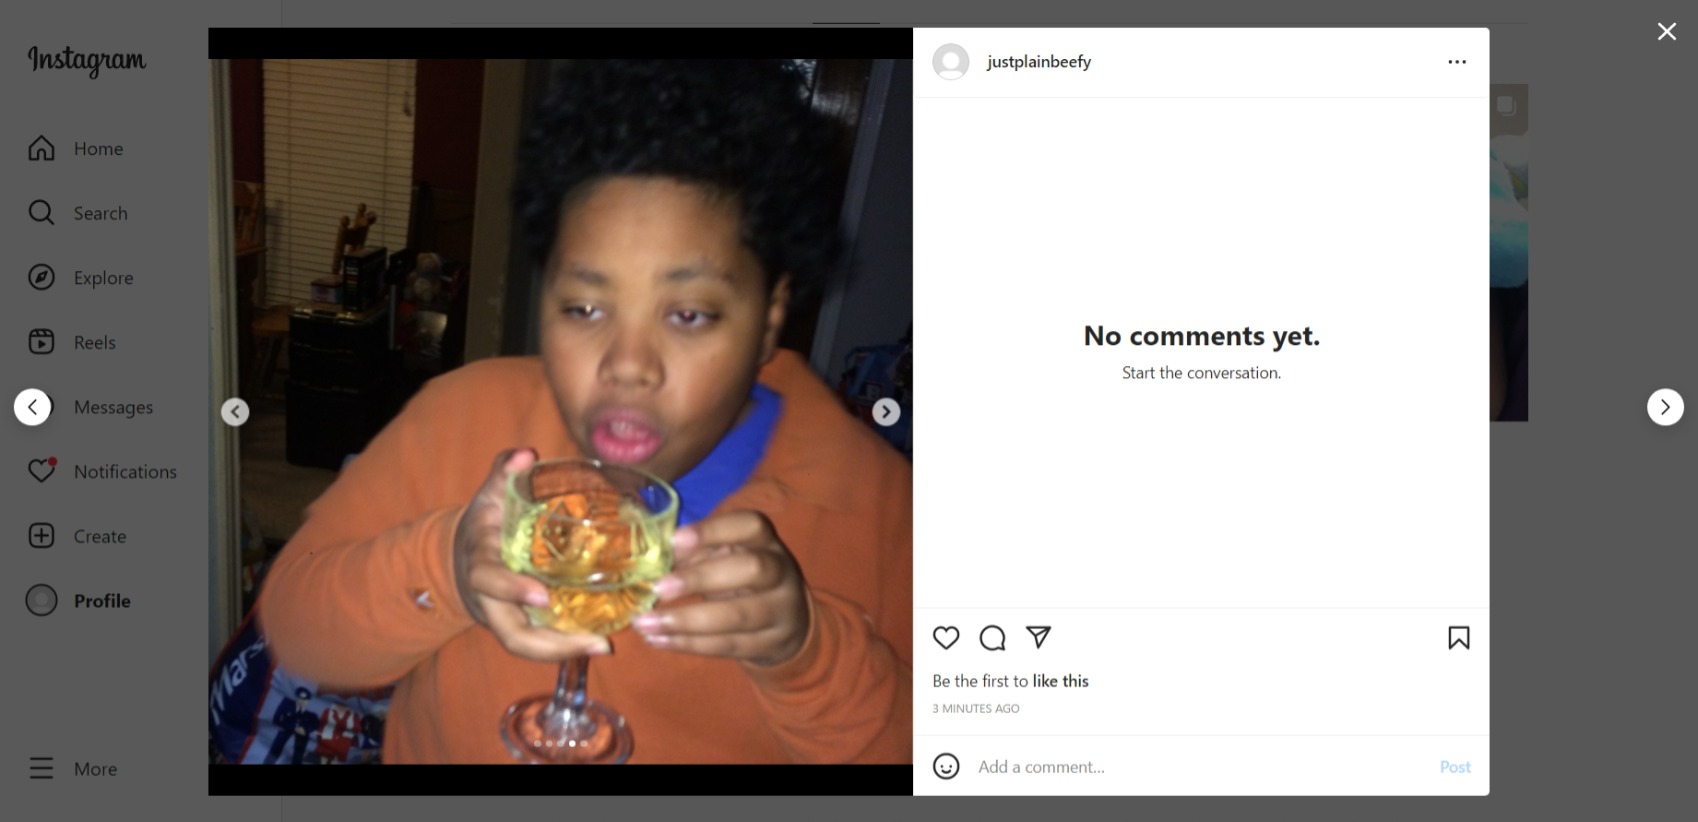 Instagram
Home
Search
Explore
Reels
Messages
Notifications
Create
Profile
More
Mars
justplainbeefy
No comments yet.
Start the conversation.
Be the first to like this
3 MINUTES AGO
Add a comment...
Post